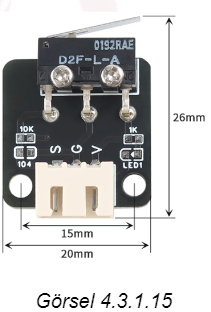 0192RAE
D2F-L-A
10K
1K
S G V
104
LED1
26mm
15mm
20mm
Görsel 4.3.1.15